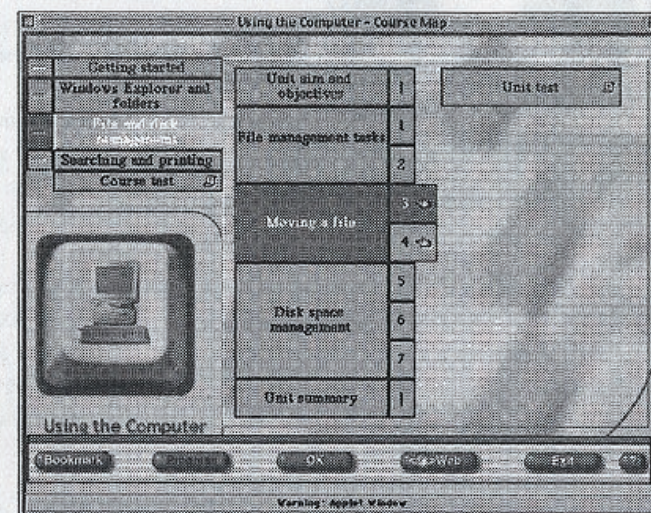 Using the Computer - Course Map
Getting started
Windows Explorer and
folders
File and disk
management
Searching and printing
Course test
Unit aim and
objectives
1
File management tasks
1
2
Moving a file
3
4
Disk space
management
5
6
7
Unit summary
1
Unit test
Using the Computer
Bookmark
Progress
OK
Web
Exit
?
Warning: Applet Window